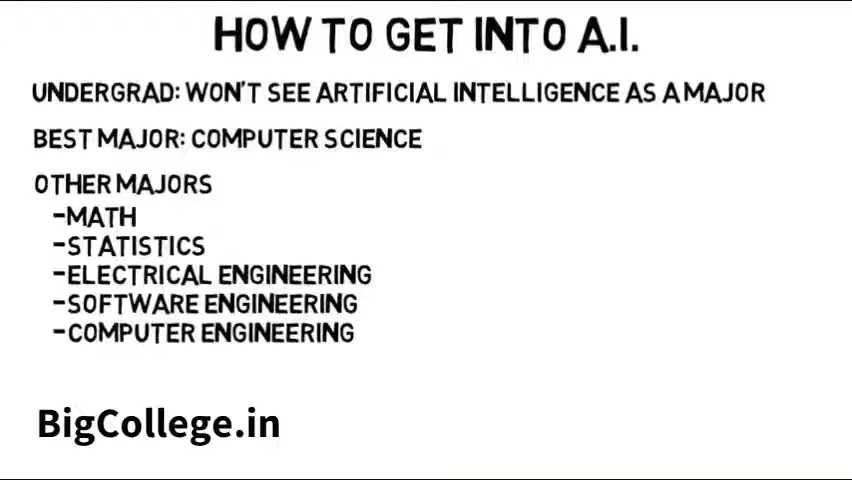 HOW TO GET INTO A.I.
UNDERGRAD: WON'T SEE ARTIFICIAL INTELLIGENCE AS A MAJOR
BEST MAJOR: COMPUTER SCIENCE
OTHER MAJORS
-MATH
-STATISTICS
-ELECTRICAL ENGINEERING
-SOFTWARE ENGINEERING
-COMPUTER ENGINEERING
BigCollege.in